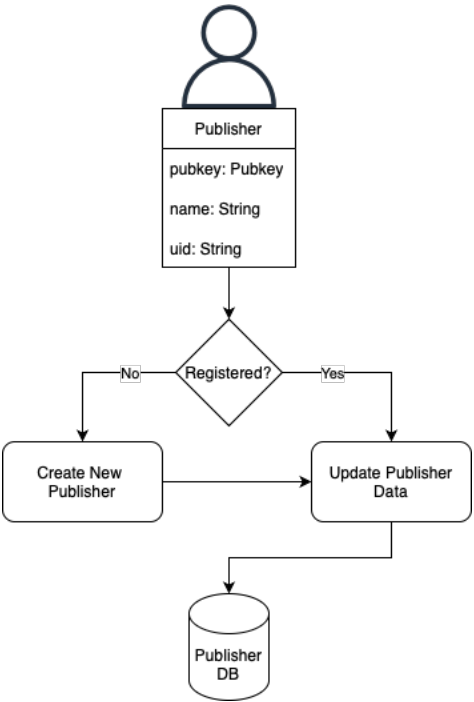 Publisher
pubkey: Pubkey
name: String
uid: String
Registered?
No
Yes
Create New
Publisher
Update Publisher
Data
Publisher
DB